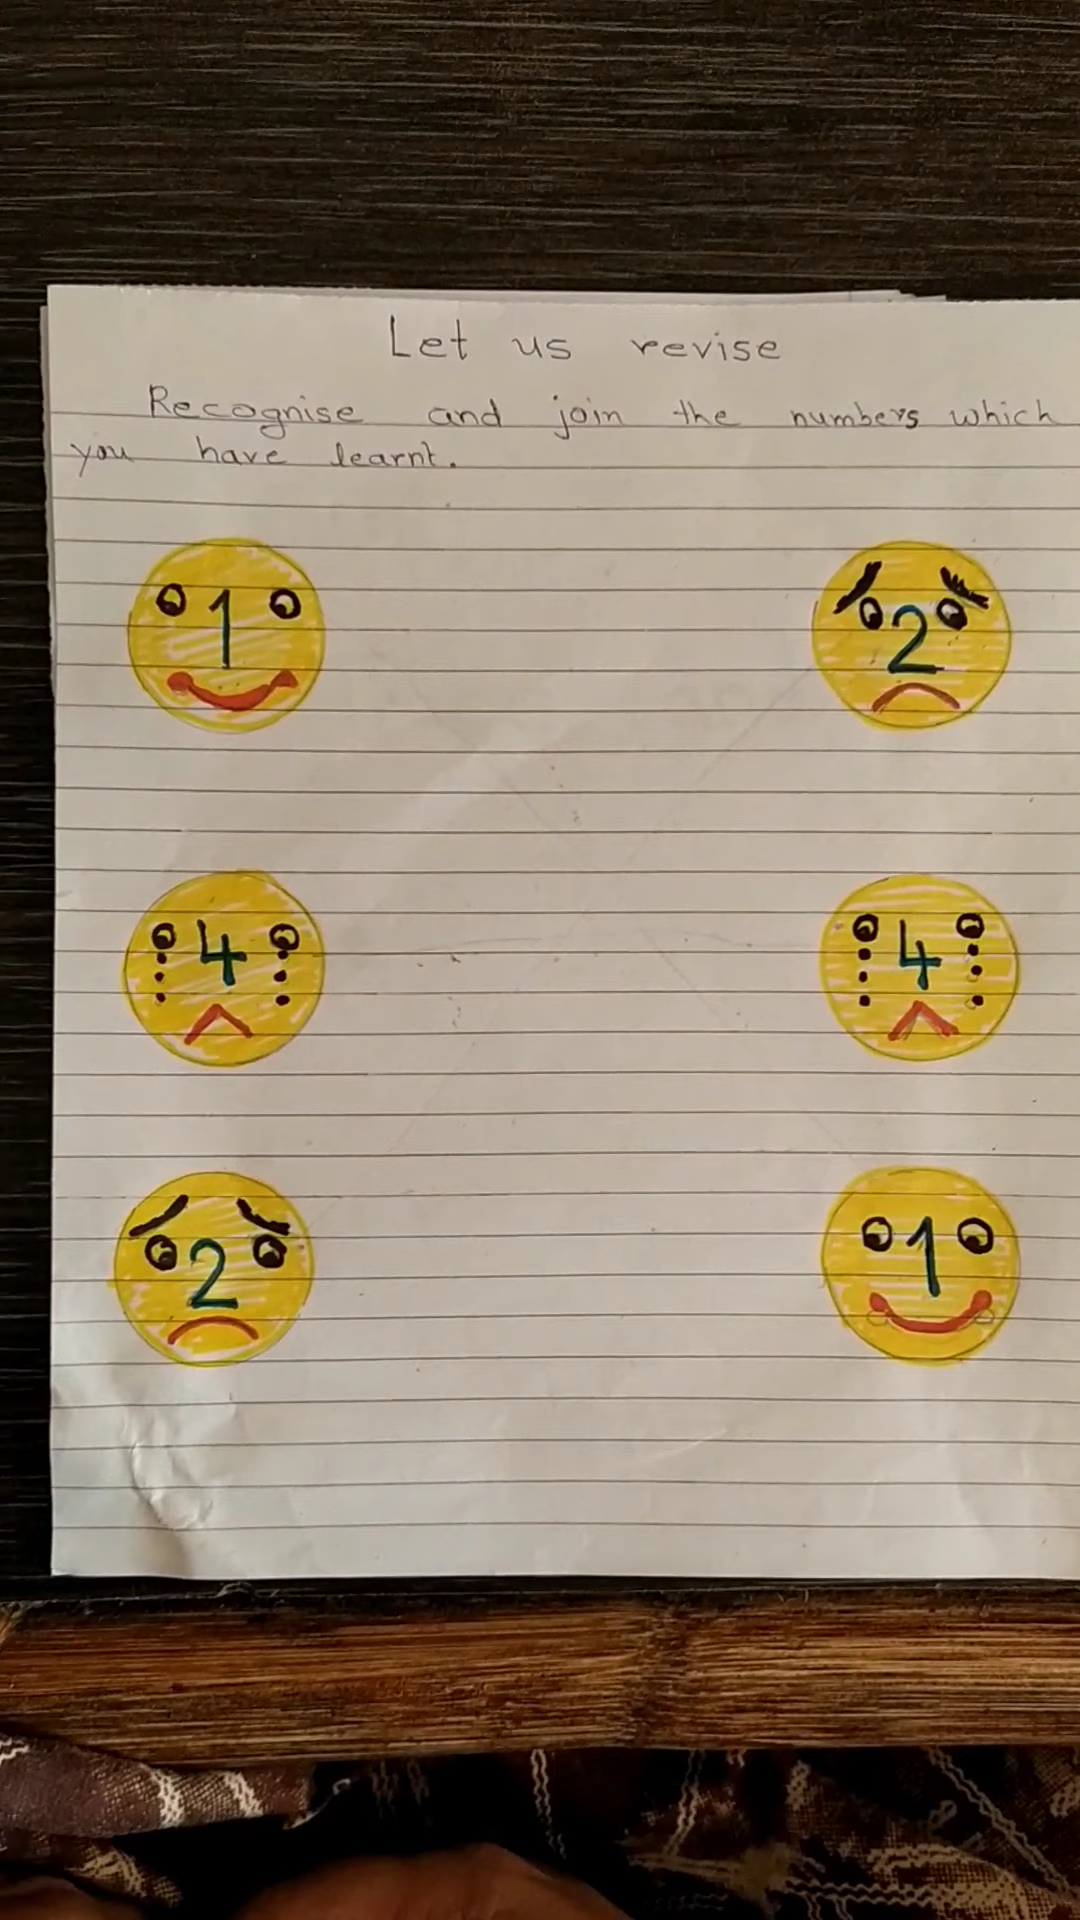 Let us revise
Recognise and join the numbers which
you have learnt.
1 2
4 4
2 1